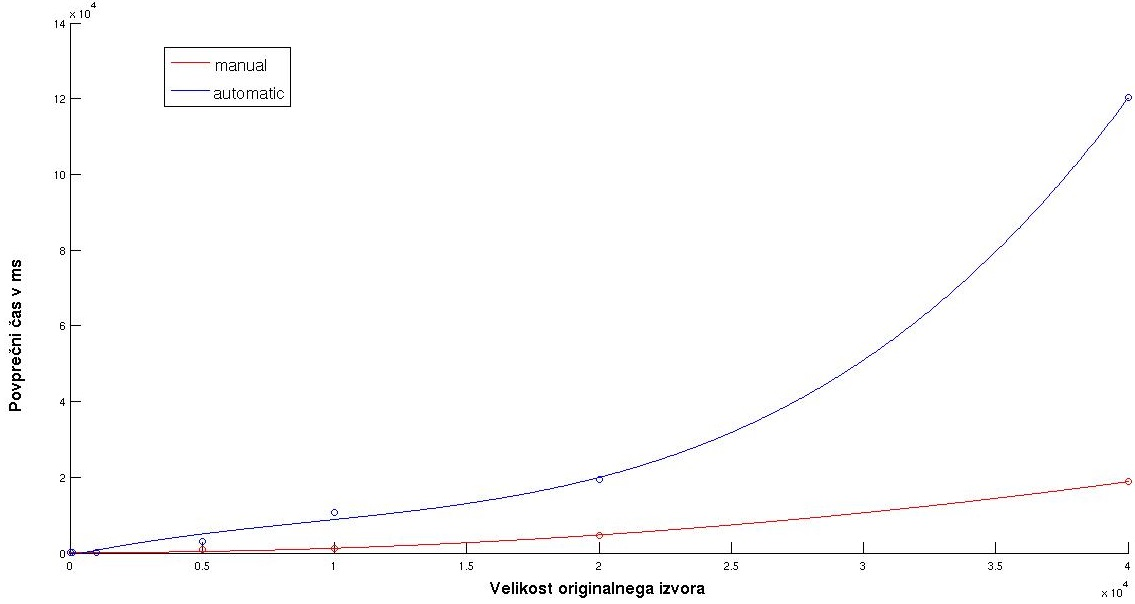 x 10^4
14
manual
automatic
12
10
8
6
4
2
0
Povprečni čas v ms
0 0.5 1 1.5 2 2.5 3 3.5 4
Velikost originalnega izvora
x 10^4